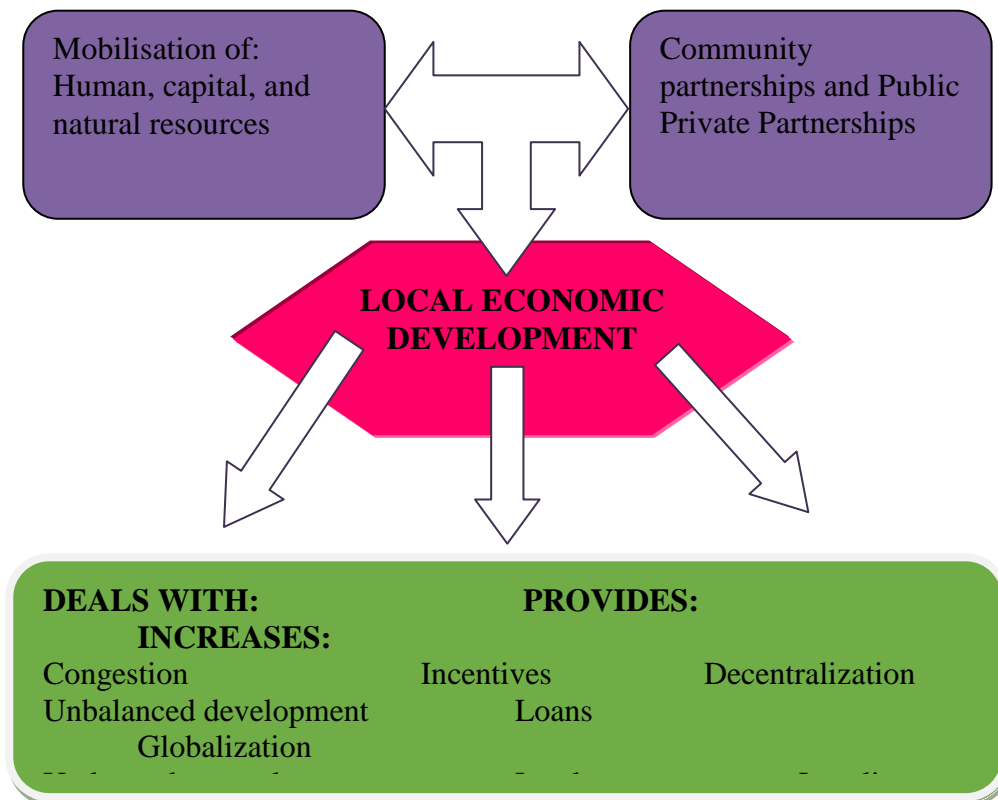 Mobilisation of:
Human, capital, and
natural resources
Community
partnerships and Public
Private Partnerships
LOCAL ECONOMIC
DEVELOPMENT
DEALS WITH: PROVIDES:
INCREASES:
Congestion Incentives Decentralization
Unbalanced development Loans
Globalization